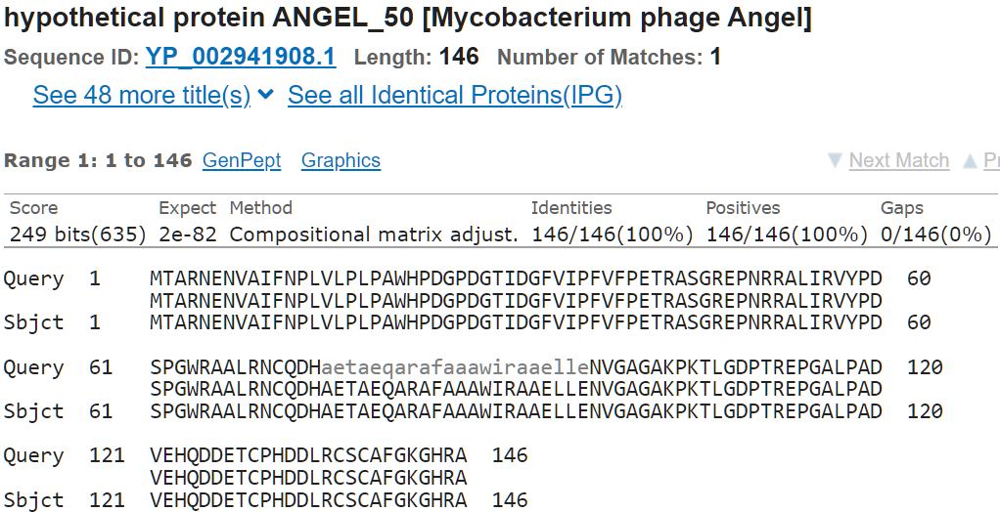 hypothetical protein ANGEL_50 [Mycobacterium phage Angel]
Sequence ID: YP_002941908.1 Length: 146 Number of Matches: 1
See 48 more title(s) See all Identical Proteins(IPG)
Range 1: 1 to 146 GenPept Graphics ▼ Next Match ▲ Pr
Score Expect Method Identities Positives Gaps
249 bits(635) 2e-82 Compositional matrix adjust. 146/146(100%) 146/146(100%) 0/146(0%)
Query 1 MTARNENVAIFNPLVLPLPAWHPDGPDGTIDGFVIPFVFPETRASGREPNRRALIRVYPD 60
MTARNENVAIFNPLVLPLPAWHPDGPDGTIDGFVIPFVFPETRASGREPNRRALIRVYPD
Sbjct 1 MTARNENVAIFNPLVLPLPAWHPDGPDGTIDGFVIPFVFPETRASGREPNRRALIRVYPD 60
Query 61 SPGWRAALRNCQDHaetaeqarafaaawiraaelleNVGAGAKPKTLGDPTREPGALPAD 120
SPGWRAALRNCQDHAETAEQARAFAAAWIRAAELLENVGAGAKPKTLGDPTREPGALPAD
Sbjct 61 SPGWRAALRNCQDHAETAEQARAFAAAWIRAAELLENVGAGAKPKTLGDPTREPGALPAD 120
Query 121 VEHQDDETCPHDDLRCSCAFGKGHRA 146
VEHQDDETCPHDDLRCSCAFGKGHRA
Sbjct 121 VEHQDDETCPHDDLRCSCAFGKGHRA 146